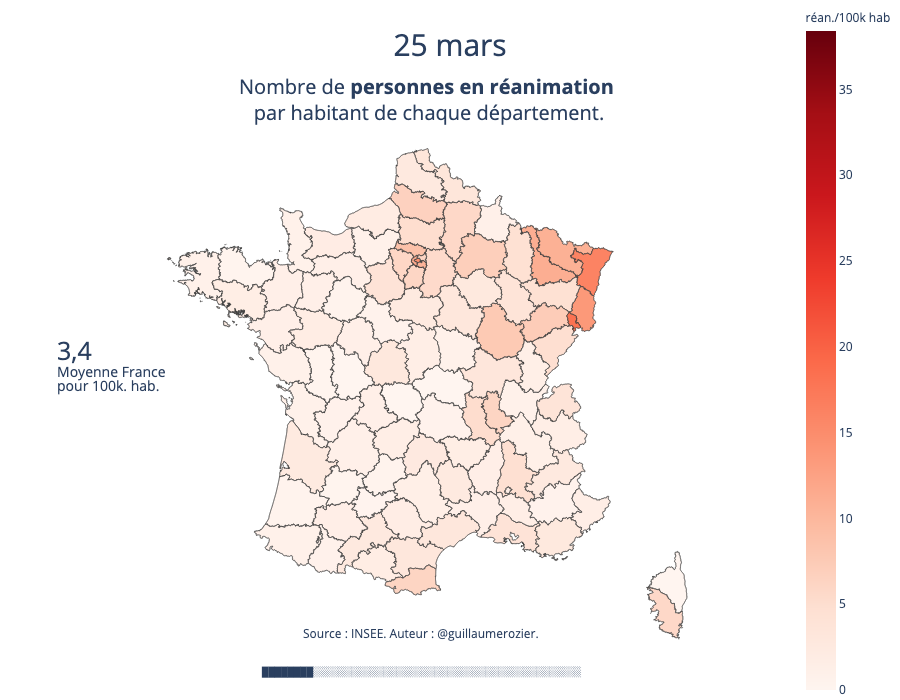 réan./100k hab
25 mars
Nombre de personnes en réanimation
par habitant de chaque département.
35
30
25
20
15
10
5
0
3,4
Moyenne France
pour 100k. hab.
Source : INSEE. Auteur : @guillaumerozier.